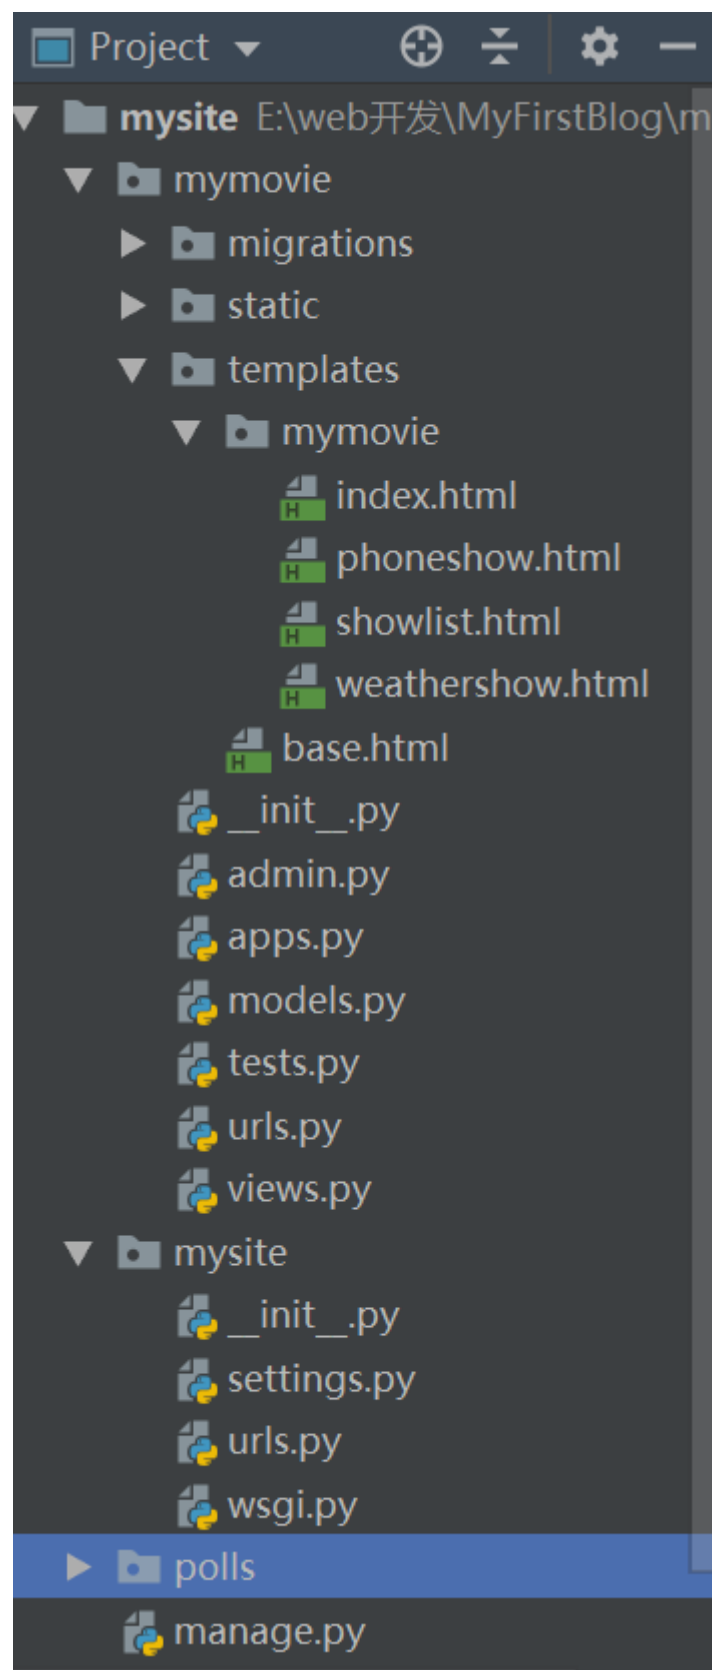 Project
mysite E:\web开发\MyFirstBlog\m
mymovie
migrations
static
templates
mymovie
index.html
phoneshow.html
showlist.html
weathershow.html
base.html
__init__.py
admin.py
apps.py
models.py
tests.py
urls.py
views.py
mysite
__init__.py
settings.py
urls.py
wsgi.py
polls
manage.py